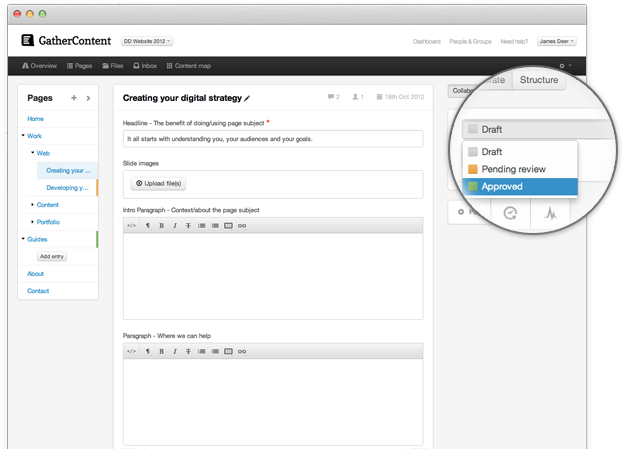 GatherContent
DD Website 2012
Dashboard People & Groups Need help? James Deer
Overview Pages Files Inbox Content map
Pages
Home
Work
Web
Creating your ...
Developing y...
Content
Portfolio
Guides
Add entry
About
Contact
Creating your digital strategy
2 1 18th Oct 2012
Headline - The benefit of doing/using page subject *
It all starts with understanding you, your audiences and your goals.
Slide images
Upload file(s)
Intro Paragraph - Context/about the page subject
</> ¶ B I T
Paragraph - Where we can help
</> ¶ B I T
Structure
Draft
Draft
Pending review
Approved